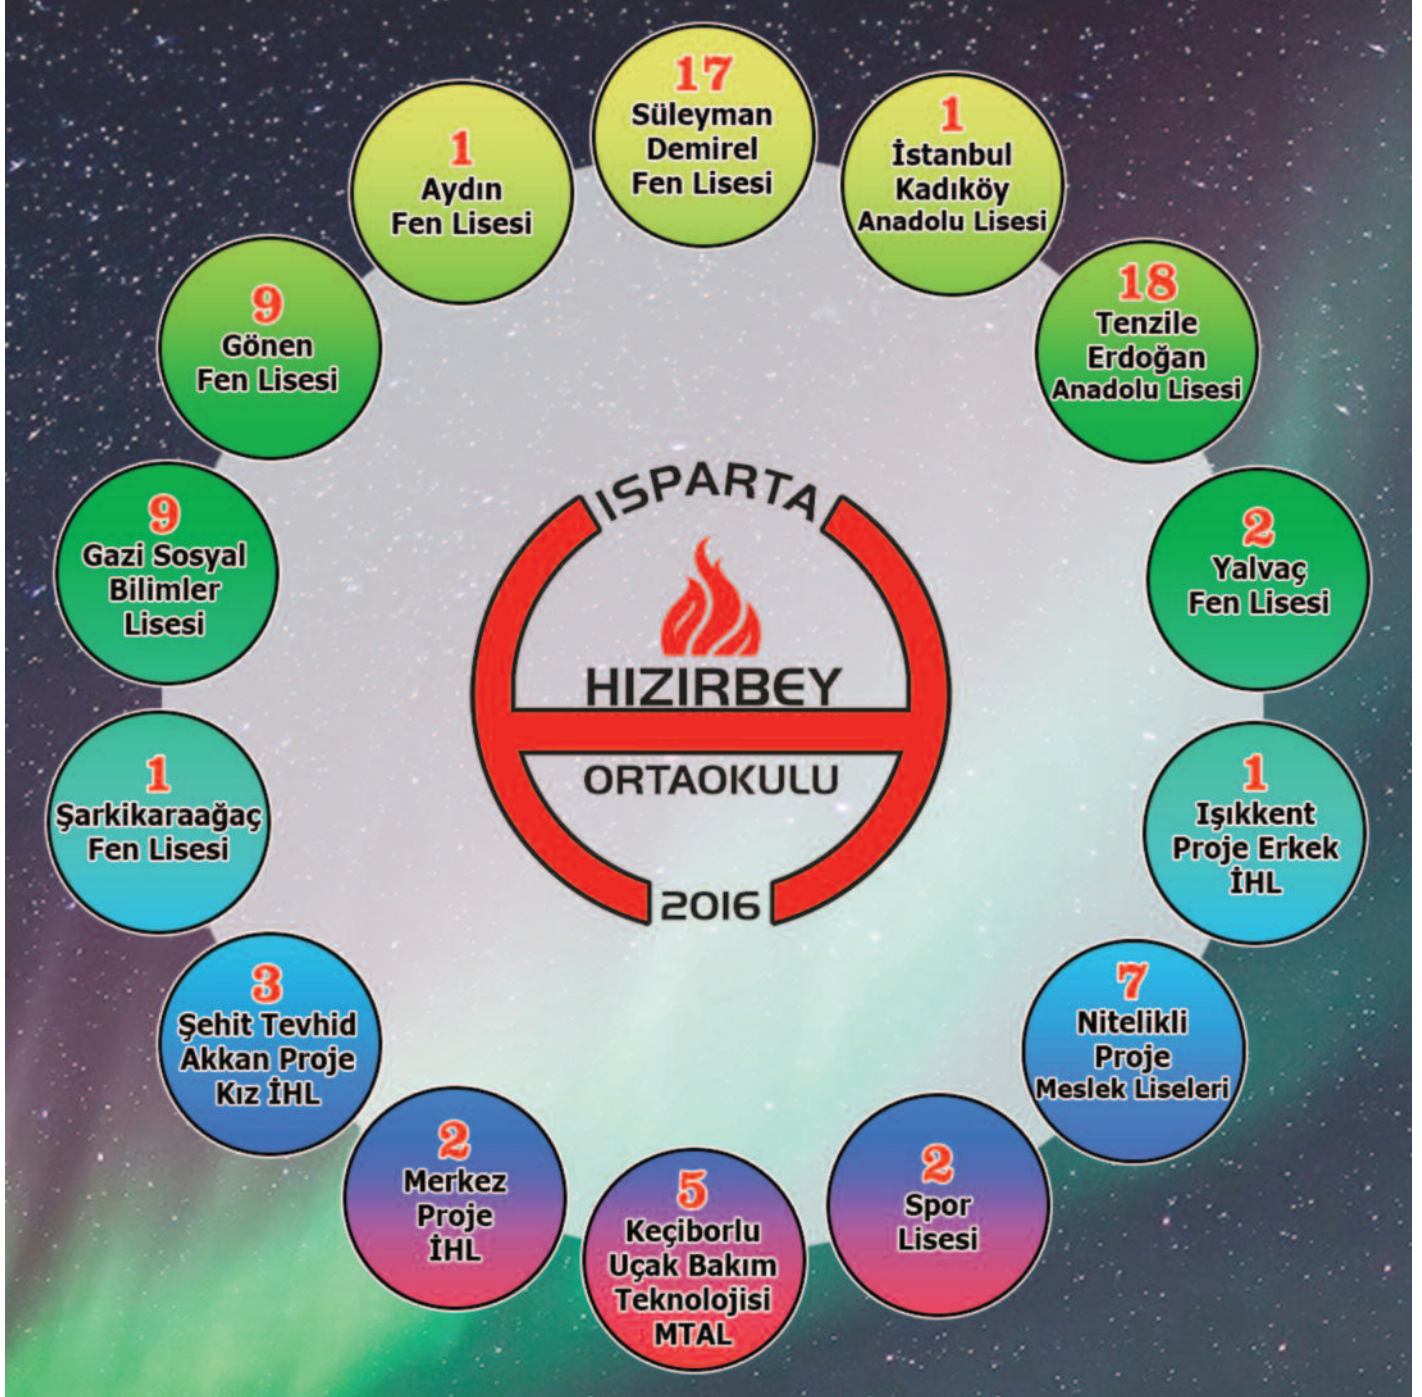 17
Süleyman
Demirel
Fen Lisesi
1
İstanbul
Kadıköy
Anadolu Lisesi
18
Tenzile
Erdoğan
Anadolu Lisesi
2
Yalvaç
Fen Lisesi
1
Işıkkent
Proje Erkek
İHL
7
Nitelikli
Proje
Meslek Liseleri
2
Spor
Lisesi
5
Keçiborlu
Uçak Bakım
Teknolojisi
MTAL
2
Merkez
Proje
İHL
3
Şehit Tevhid
Akkan Proje
Kız İHL
1
Şarkikaraağaç
Fen Lisesi
9
Gazi Sosyal
Bilimler
Lisesi
9
Gönen
Fen Lisesi
1
Aydın
Fen Lisesi
ISPARTA
HIZIRBEY
ORTAOKULU
2016